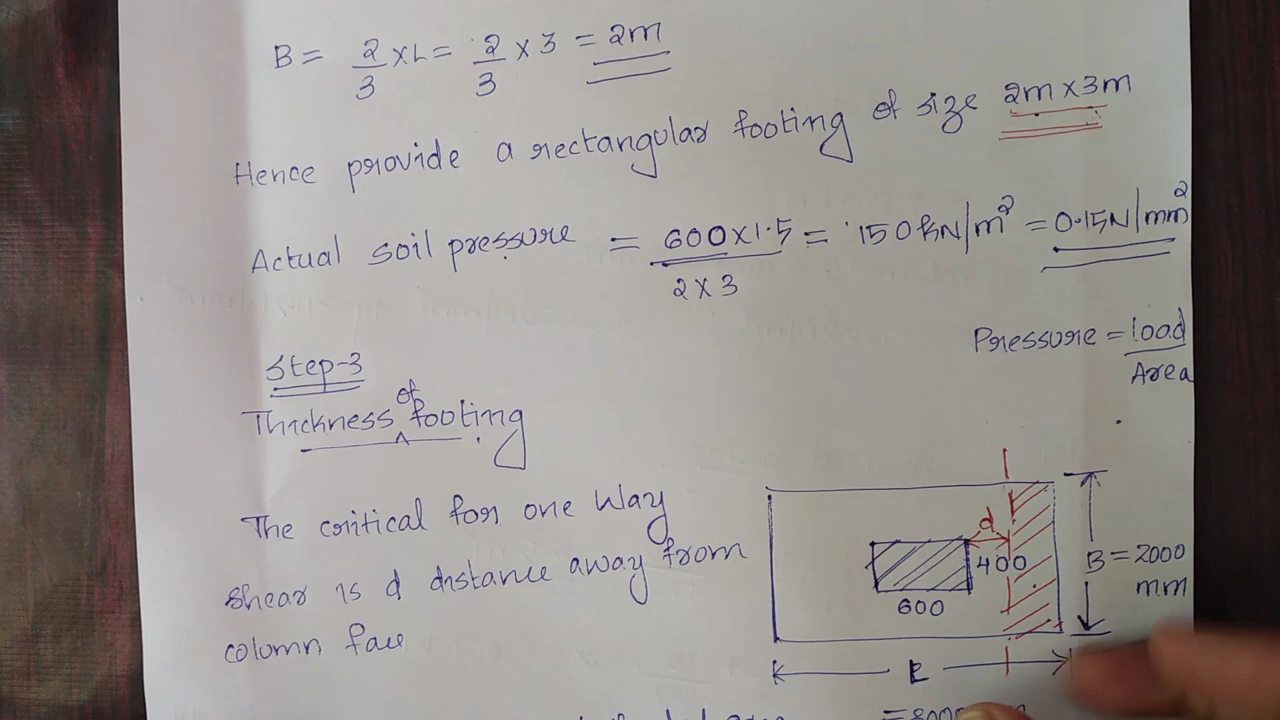 B = 2/3 × L = 2/3 × 3 = 2m
Hence provide a rectangular footing of size 2m × 3m
Actual soil pressure = 600 × 1.5 / 2 × 3 = 150 kN/m² = 0.15 N/mm²
Pressure = load / Area
Step-3
Thickness of footing
The critical for one way
shear is d distance away from
column face
d
400
600
B = 2000
mm
L